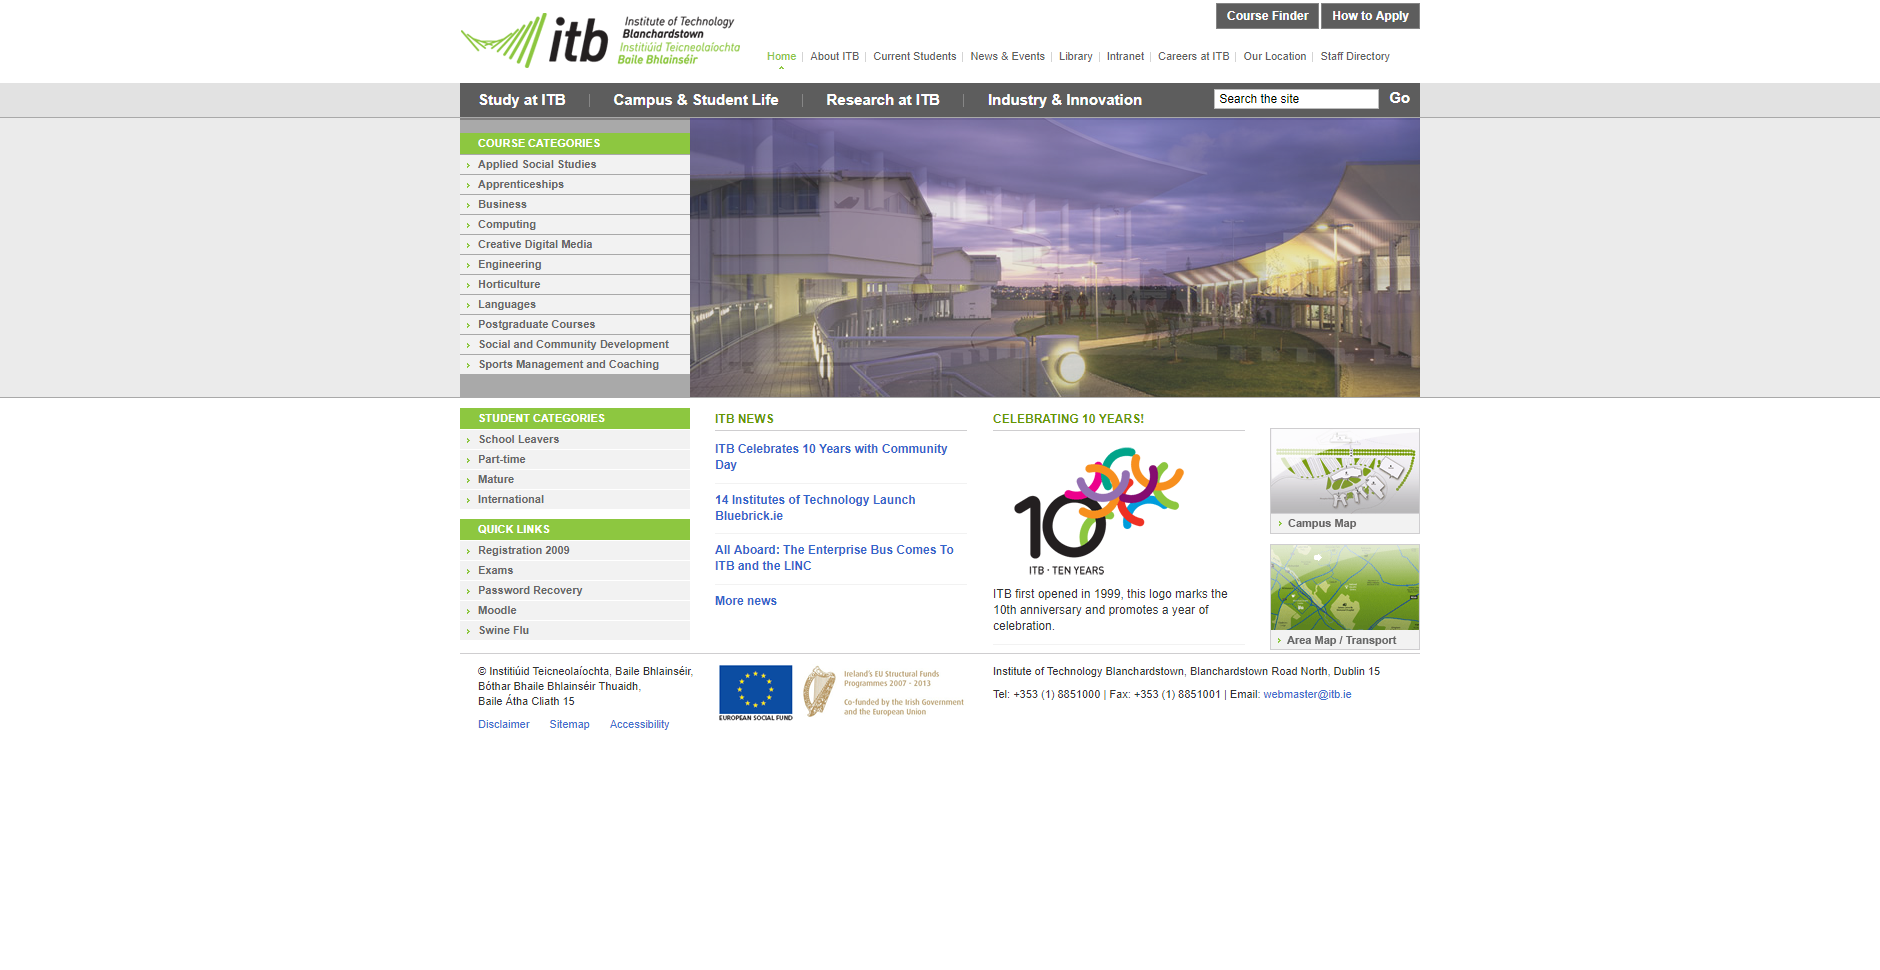 itb
Institute of Technology
Blanchardstown
Institiúid Teicneolaíochta
Baile Bhlainséir
Course Finder
How to Apply
Home
About ITB
Current Students
News & Events
Library
Intranet
Careers at ITB
Our Location
Staff Directory
Study at ITB
Campus & Student Life
Research at ITB
Industry & Innovation
Search the site
Go
COURSE CATEGORIES
Applied Social Studies
Apprenticeships
Business
Computing
Creative Digital Media
Engineering
Horticulture
Languages
Postgraduate Courses
Social and Community Development
Sports Management and Coaching
STUDENT CATEGORIES
School Leavers
Part-time
Mature
International
QUICK LINKS
Registration 2009
Exams
Password Recovery
Moodle
Swine Flu
ITB NEWS
ITB Celebrates 10 Years with Community
Day
14 Institutes of Technology Launch
Bluebrick.ie
All Aboard: The Enterprise Bus Comes To
ITB and the LINC
More news
CELEBRATING 10 YEARS!
10
ITB · TEN YEARS
ITB first opened in 1999, this logo marks the
10th anniversary and promotes a year of
celebration.
Campus Map
Area Map / Transport
© Institiúid Teicneolaíochta, Baile Bhlainséir,
Bóthar Bhaile Bhlainséir Thuaidh,
Baile Átha Cliath 15
Disclaimer
Sitemap
Accessibility
EUROPEAN SOCIAL FUND
Ireland's EU Structural Funds
Programmes 2007 - 2013
Co-funded by the Irish Government
and the European Union
Institute of Technology Blanchardstown, Blanchardstown Road North, Dublin 15
Tel: +353 (1) 8851000 | Fax: +353 (1) 8851001 | Email: webmaster@itb.ie